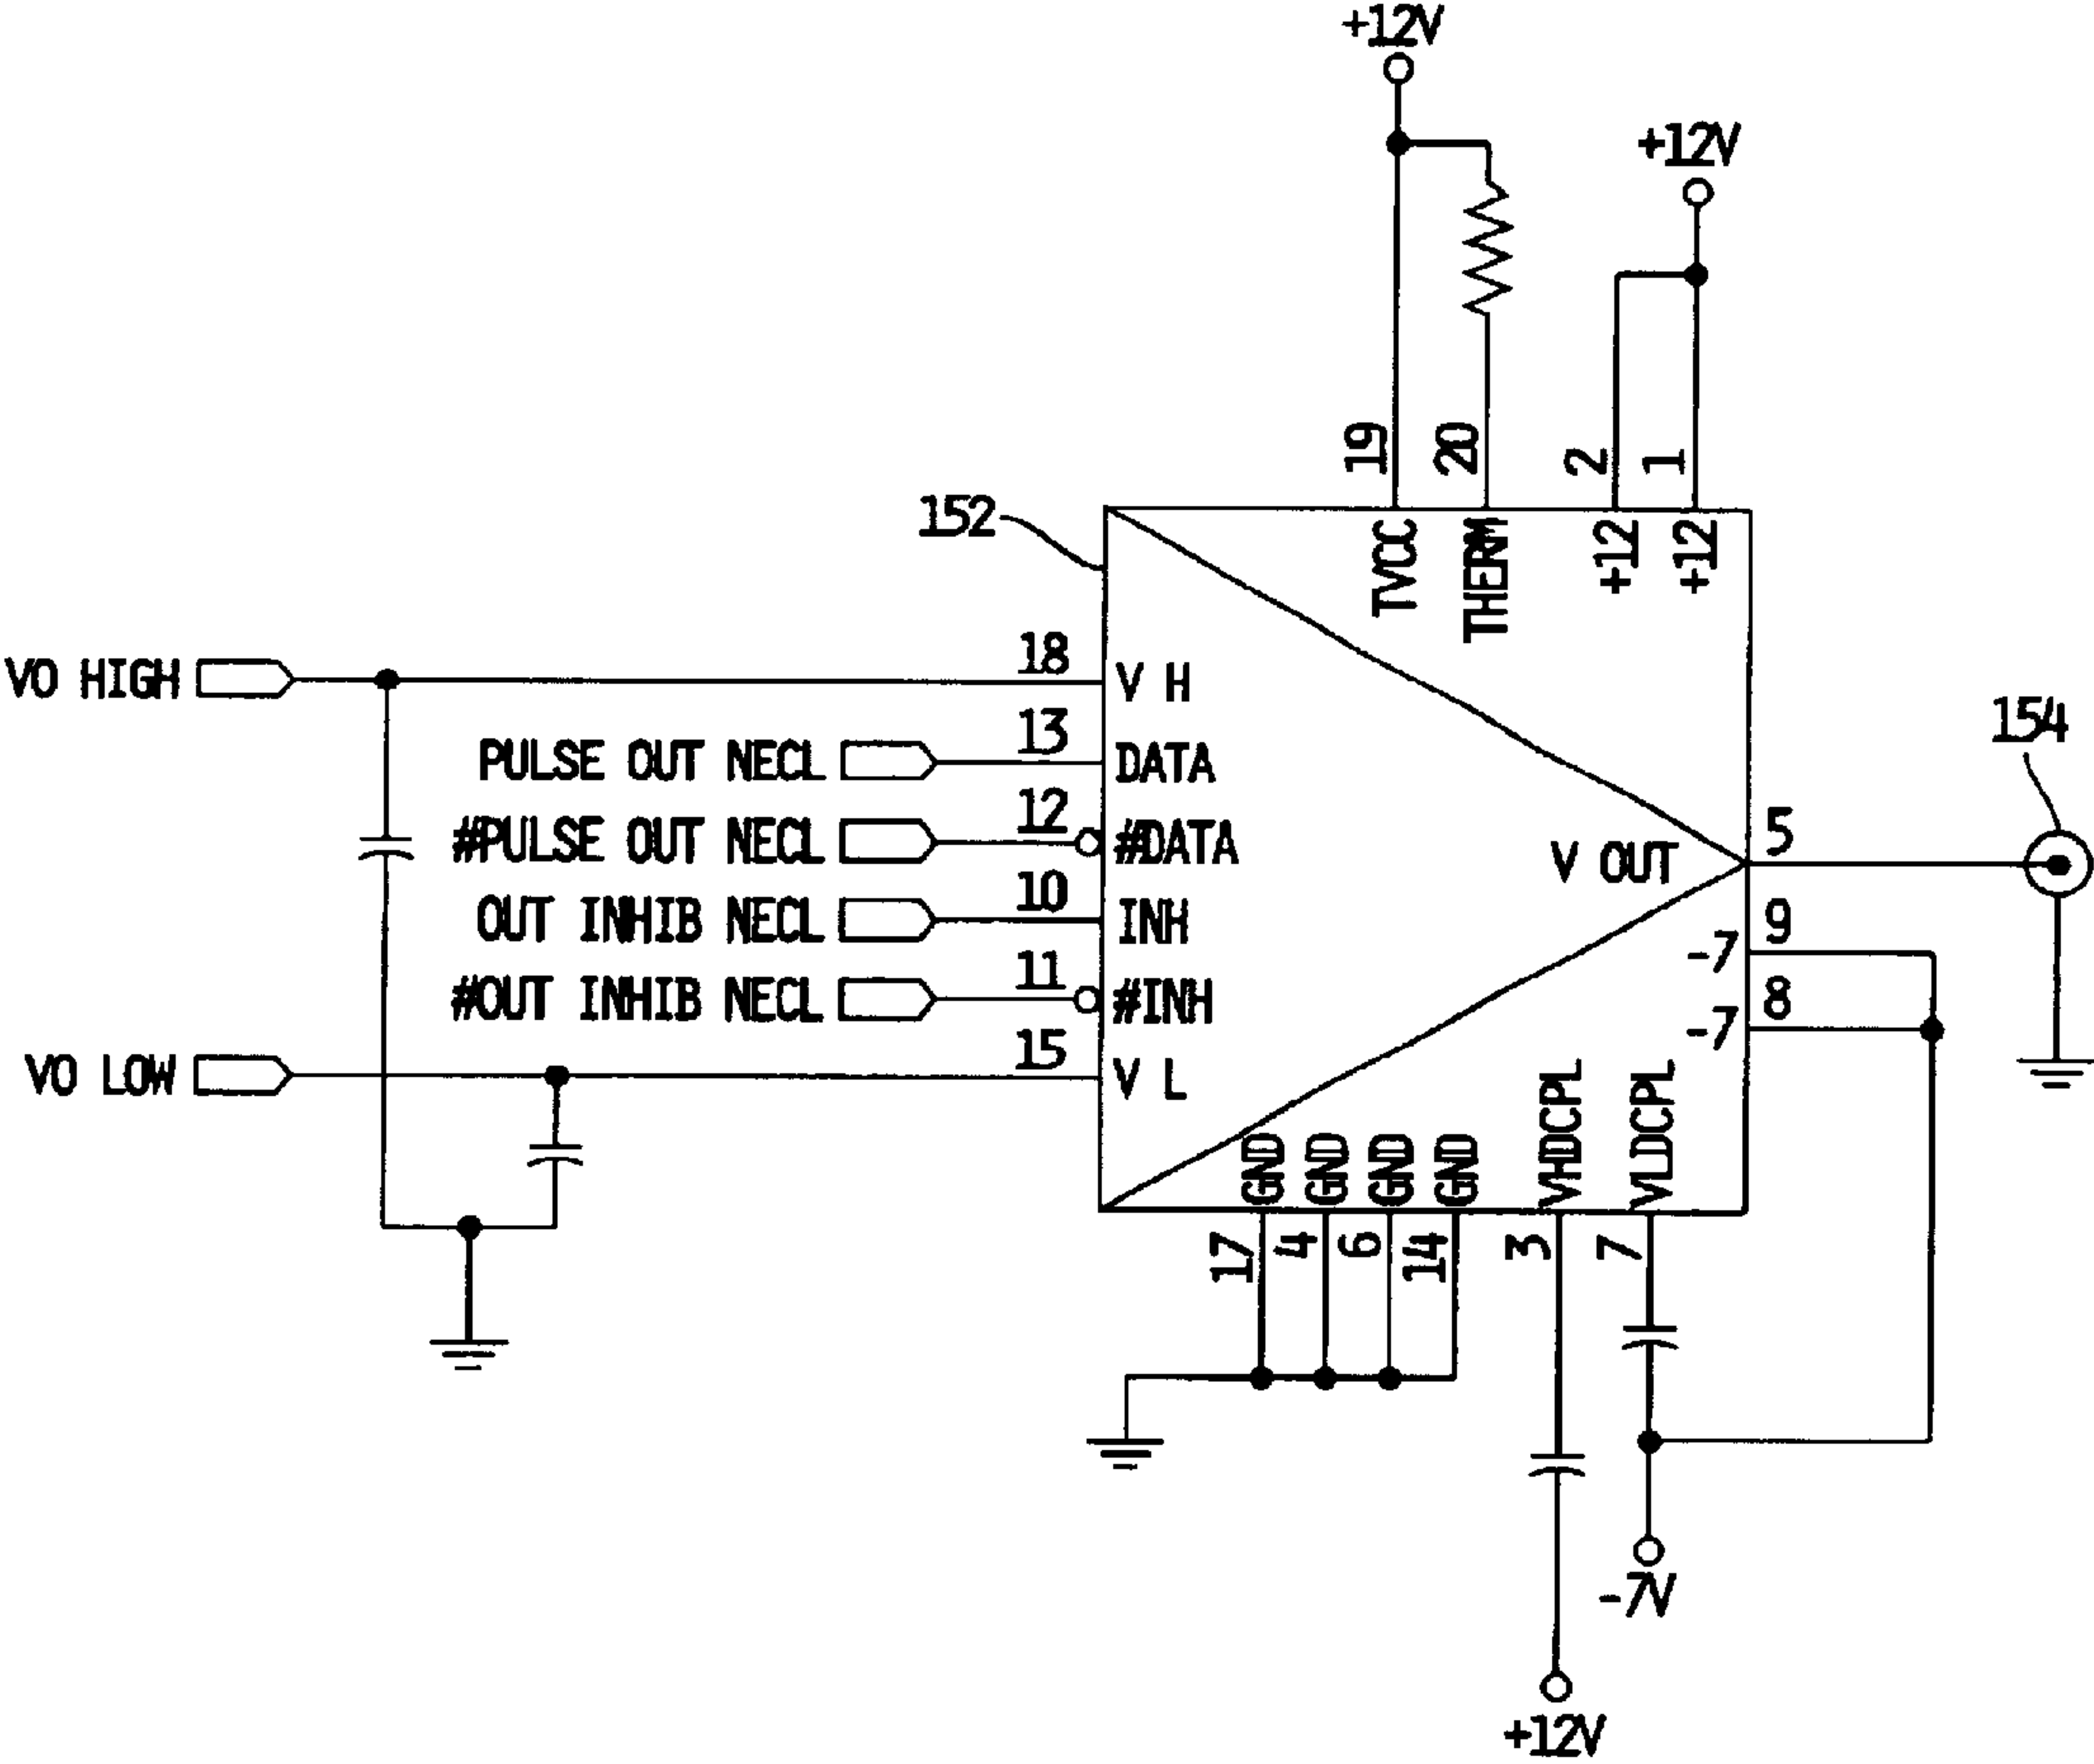 +12V
+12V
19
20
2
1
152
TVCC
THERM
+12
+12
VO HIGH
18
V H
154
PULSE OUT NECL
13
DATA
#PULSE OUT NECL
12
#DATA
V OUT
5
OUT INHIB NECL
10
INH
-7
9
#OUT INHIB NECL
11
#INH
-7
8
VO LOW
15
V L
GND
GND
GND
GND
VHDCPL
VLDCPL
17
4
6
14
3
7
-7V
+12V